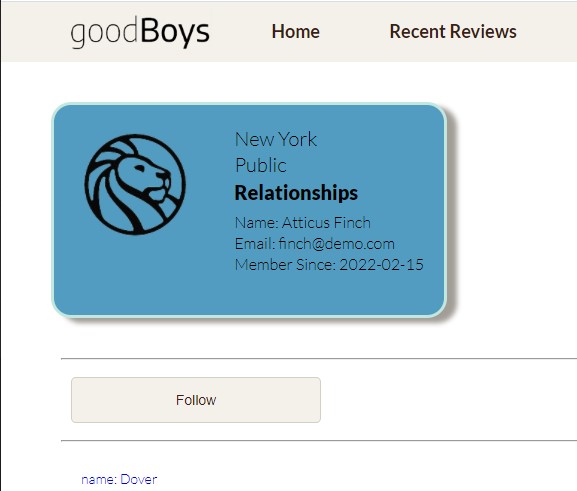 goodBoys Home Recent Reviews
New York
Public
Relationships
Name: Atticus Finch
Email: finch@demo.com
Member Since: 2022-02-15
Follow
name: Dover